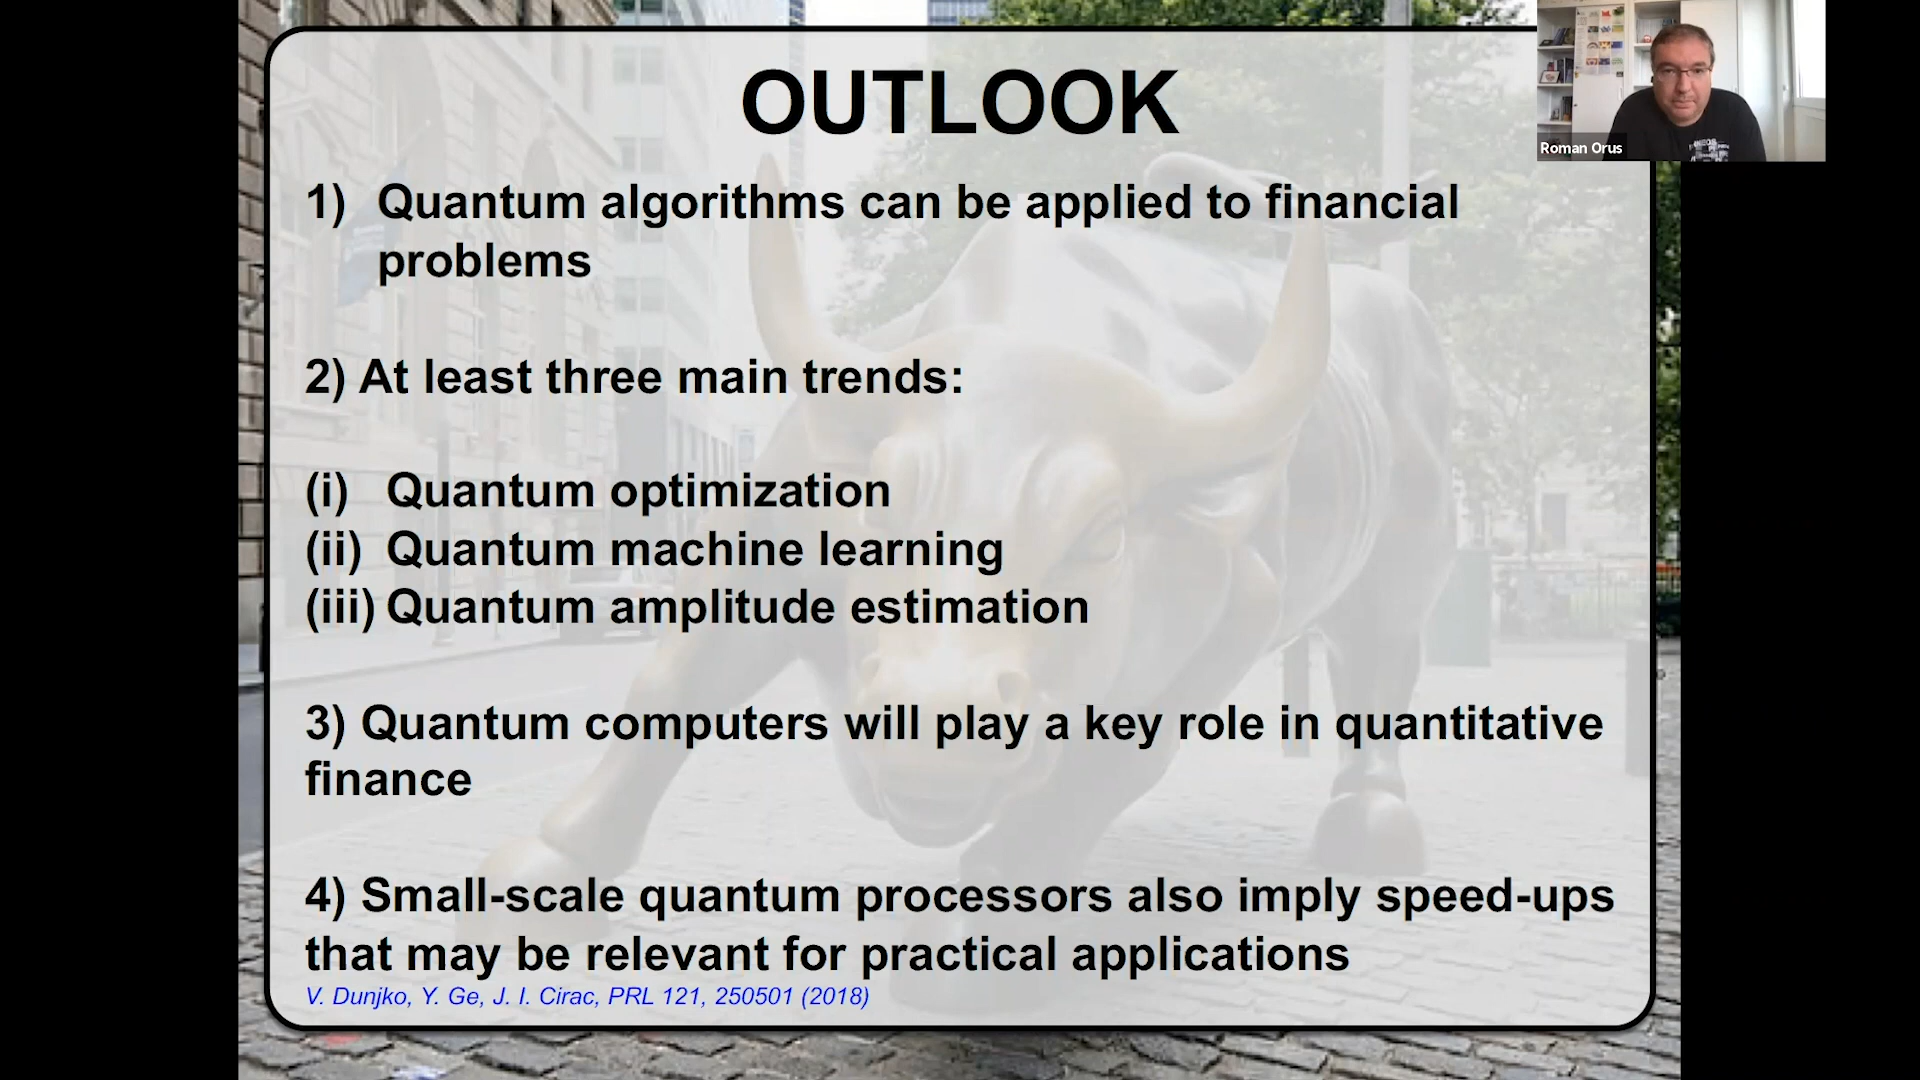 OUTLOOK
Roman Orus
1) Quantum algorithms can be applied to financial
problems
2) At least three main trends:
(i) Quantum optimization
(ii) Quantum machine learning
(iii) Quantum amplitude estimation
3) Quantum computers will play a key role in quantitative
finance
4) Small-scale quantum processors also imply speed-ups
that may be relevant for practical applications
V. Dunjko, Y. Ge, J. I. Cirac, PRL 121, 250501 (2018)